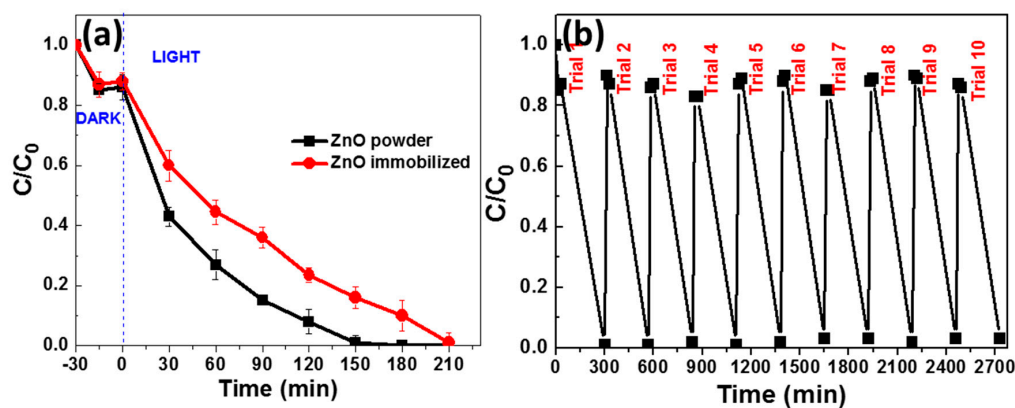 (a)
LIGHT
DARK
ZnO powder
ZnO immobilized
C/C0
1.0
0.8
0.6
0.4
0.2
0.0
-30 0 30 60 90 120 150 180 210
Time (min)
(b)
Trial 1
Trial 2
Trial 3
Trial 4
Trial 5
Trial 6
Trial 7
Trial 8
Trial 9
Trial 10
C/C0
1.0
0.8
0.6
0.4
0.2
0.0
0 300 600 900 1200 1500 1800 2100 2400 2700
Time (min)